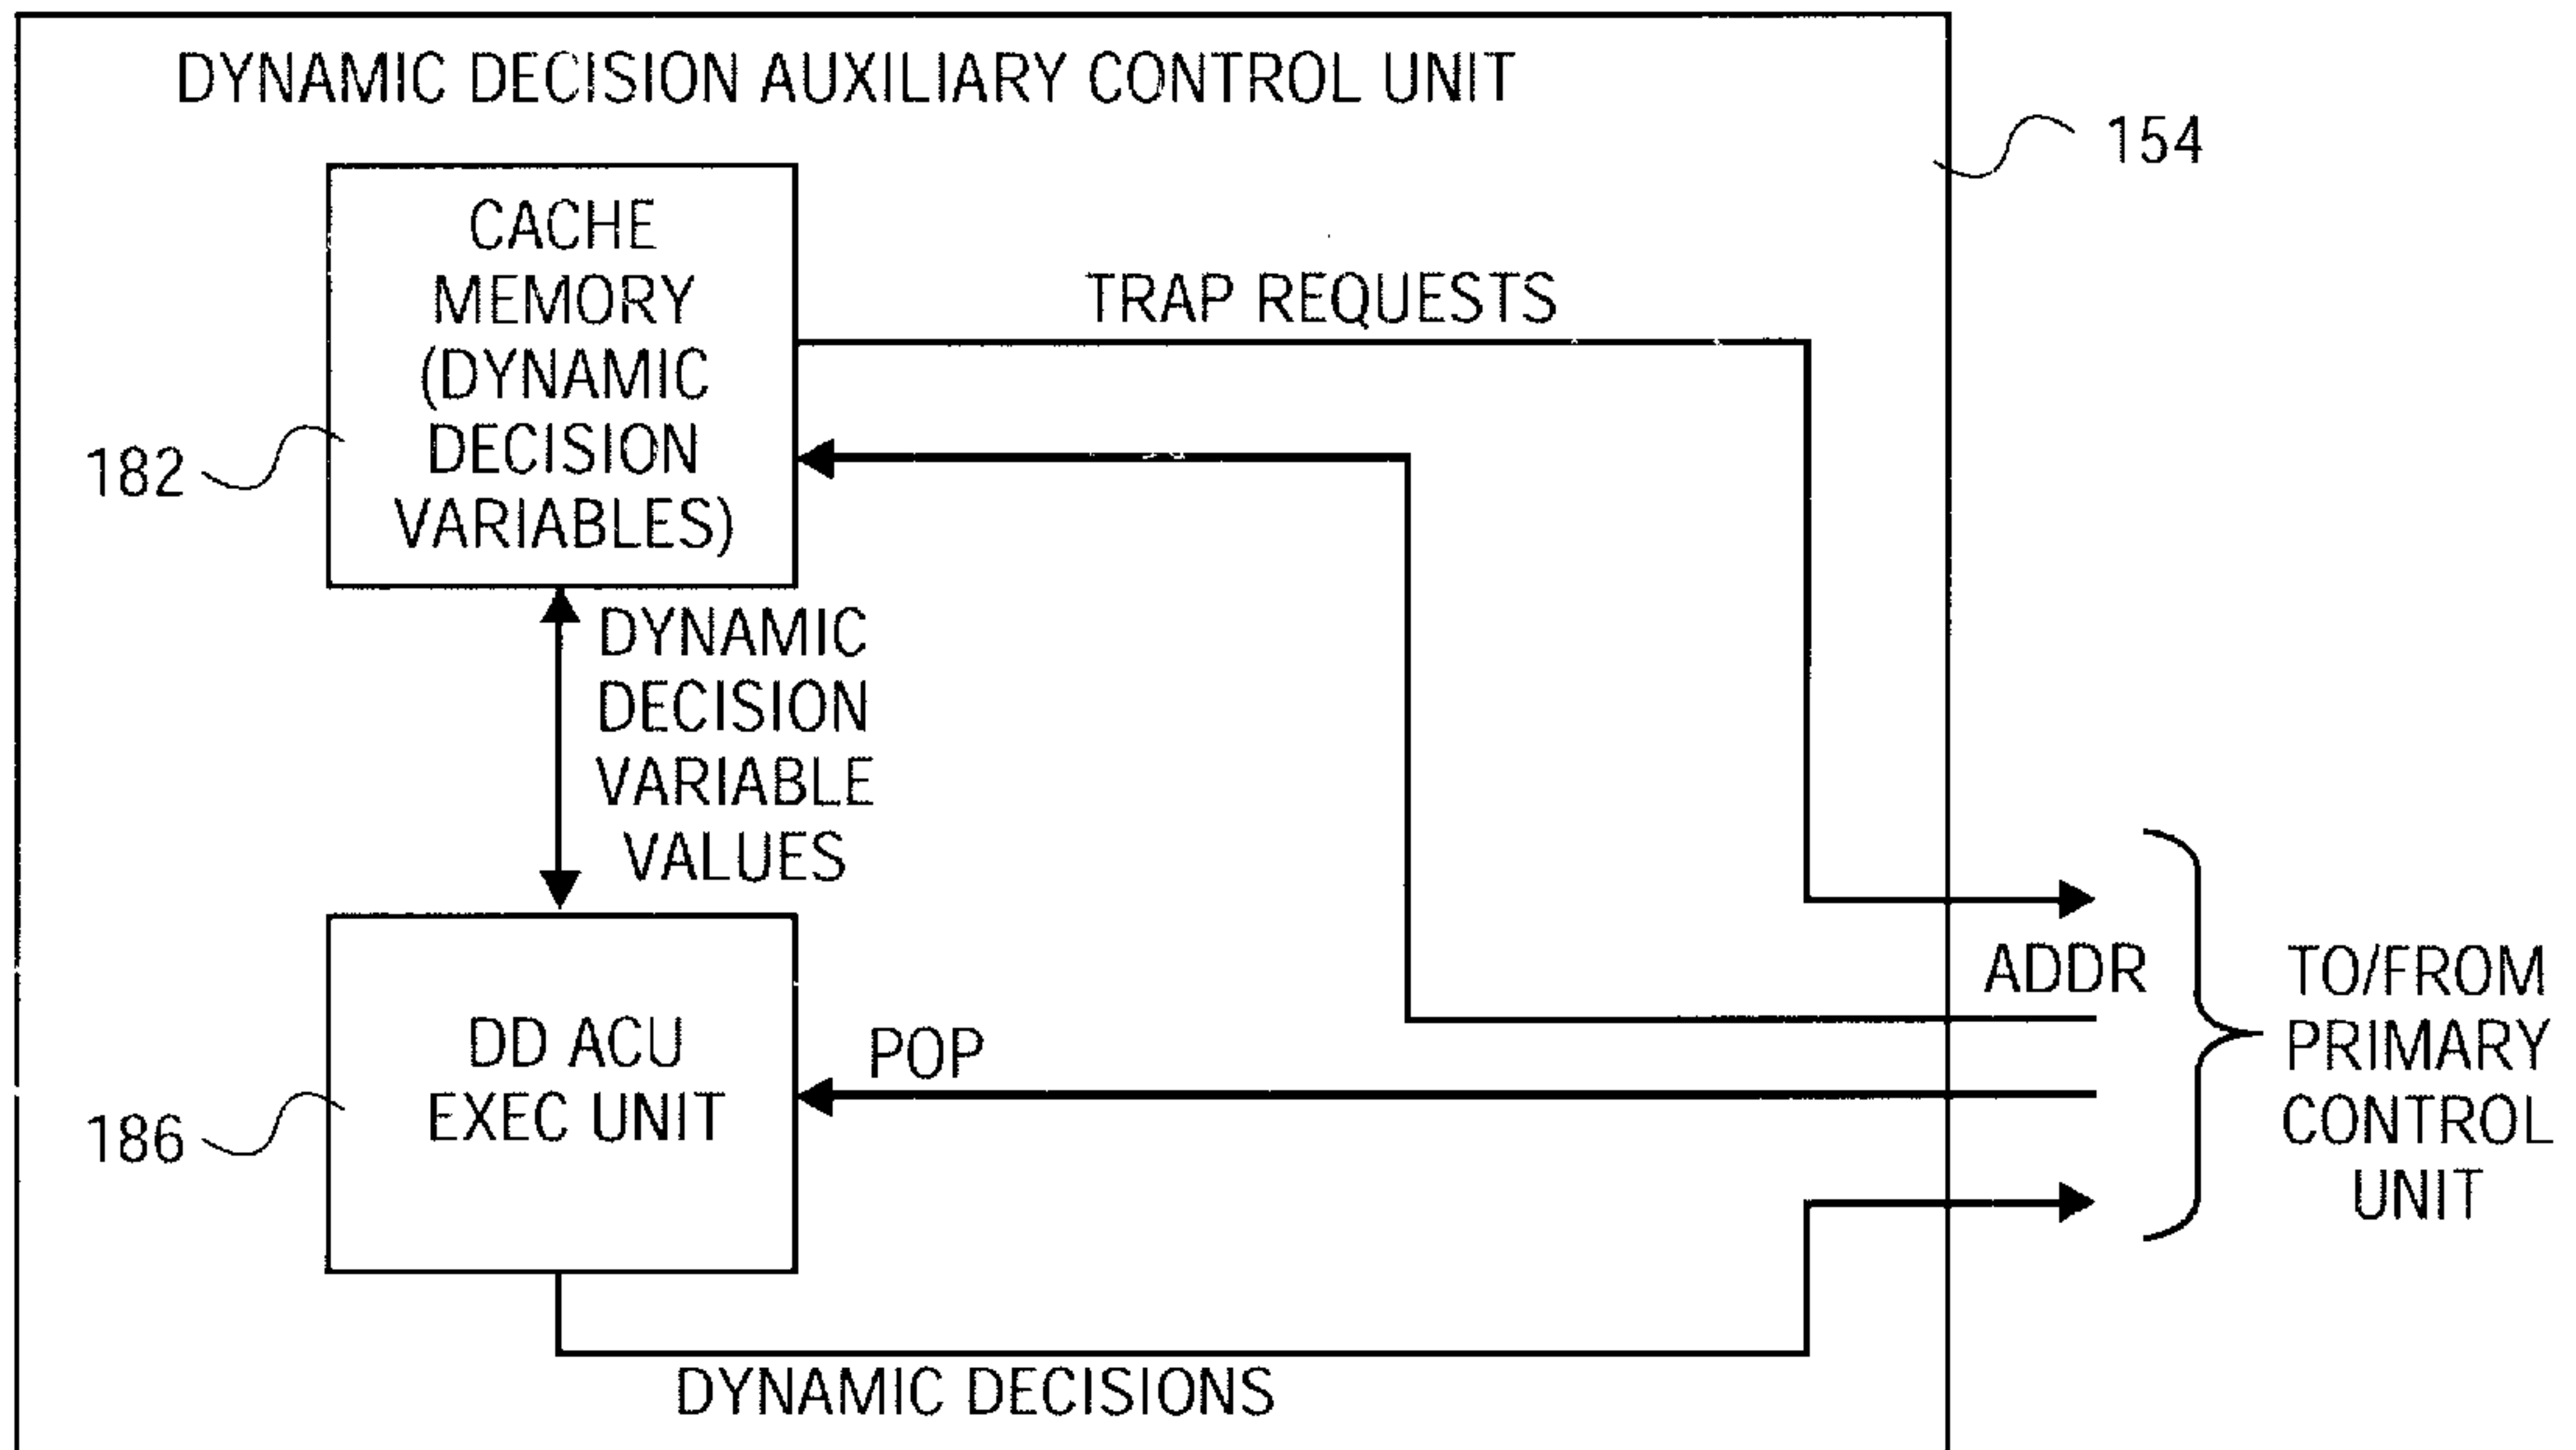 DYNAMIC DECISION AUXILIARY CONTROL UNIT
154
CACHE
MEMORY
(DYNAMIC
DECISION
VARIABLES)
182
TRAP REQUESTS
DYNAMIC
DECISION
VARIABLE
VALUES
ADDR
TO/FROM
PRIMARY
CONTROL
UNIT
POP
DD ACU
EXEC UNIT
186
DYNAMIC DECISIONS